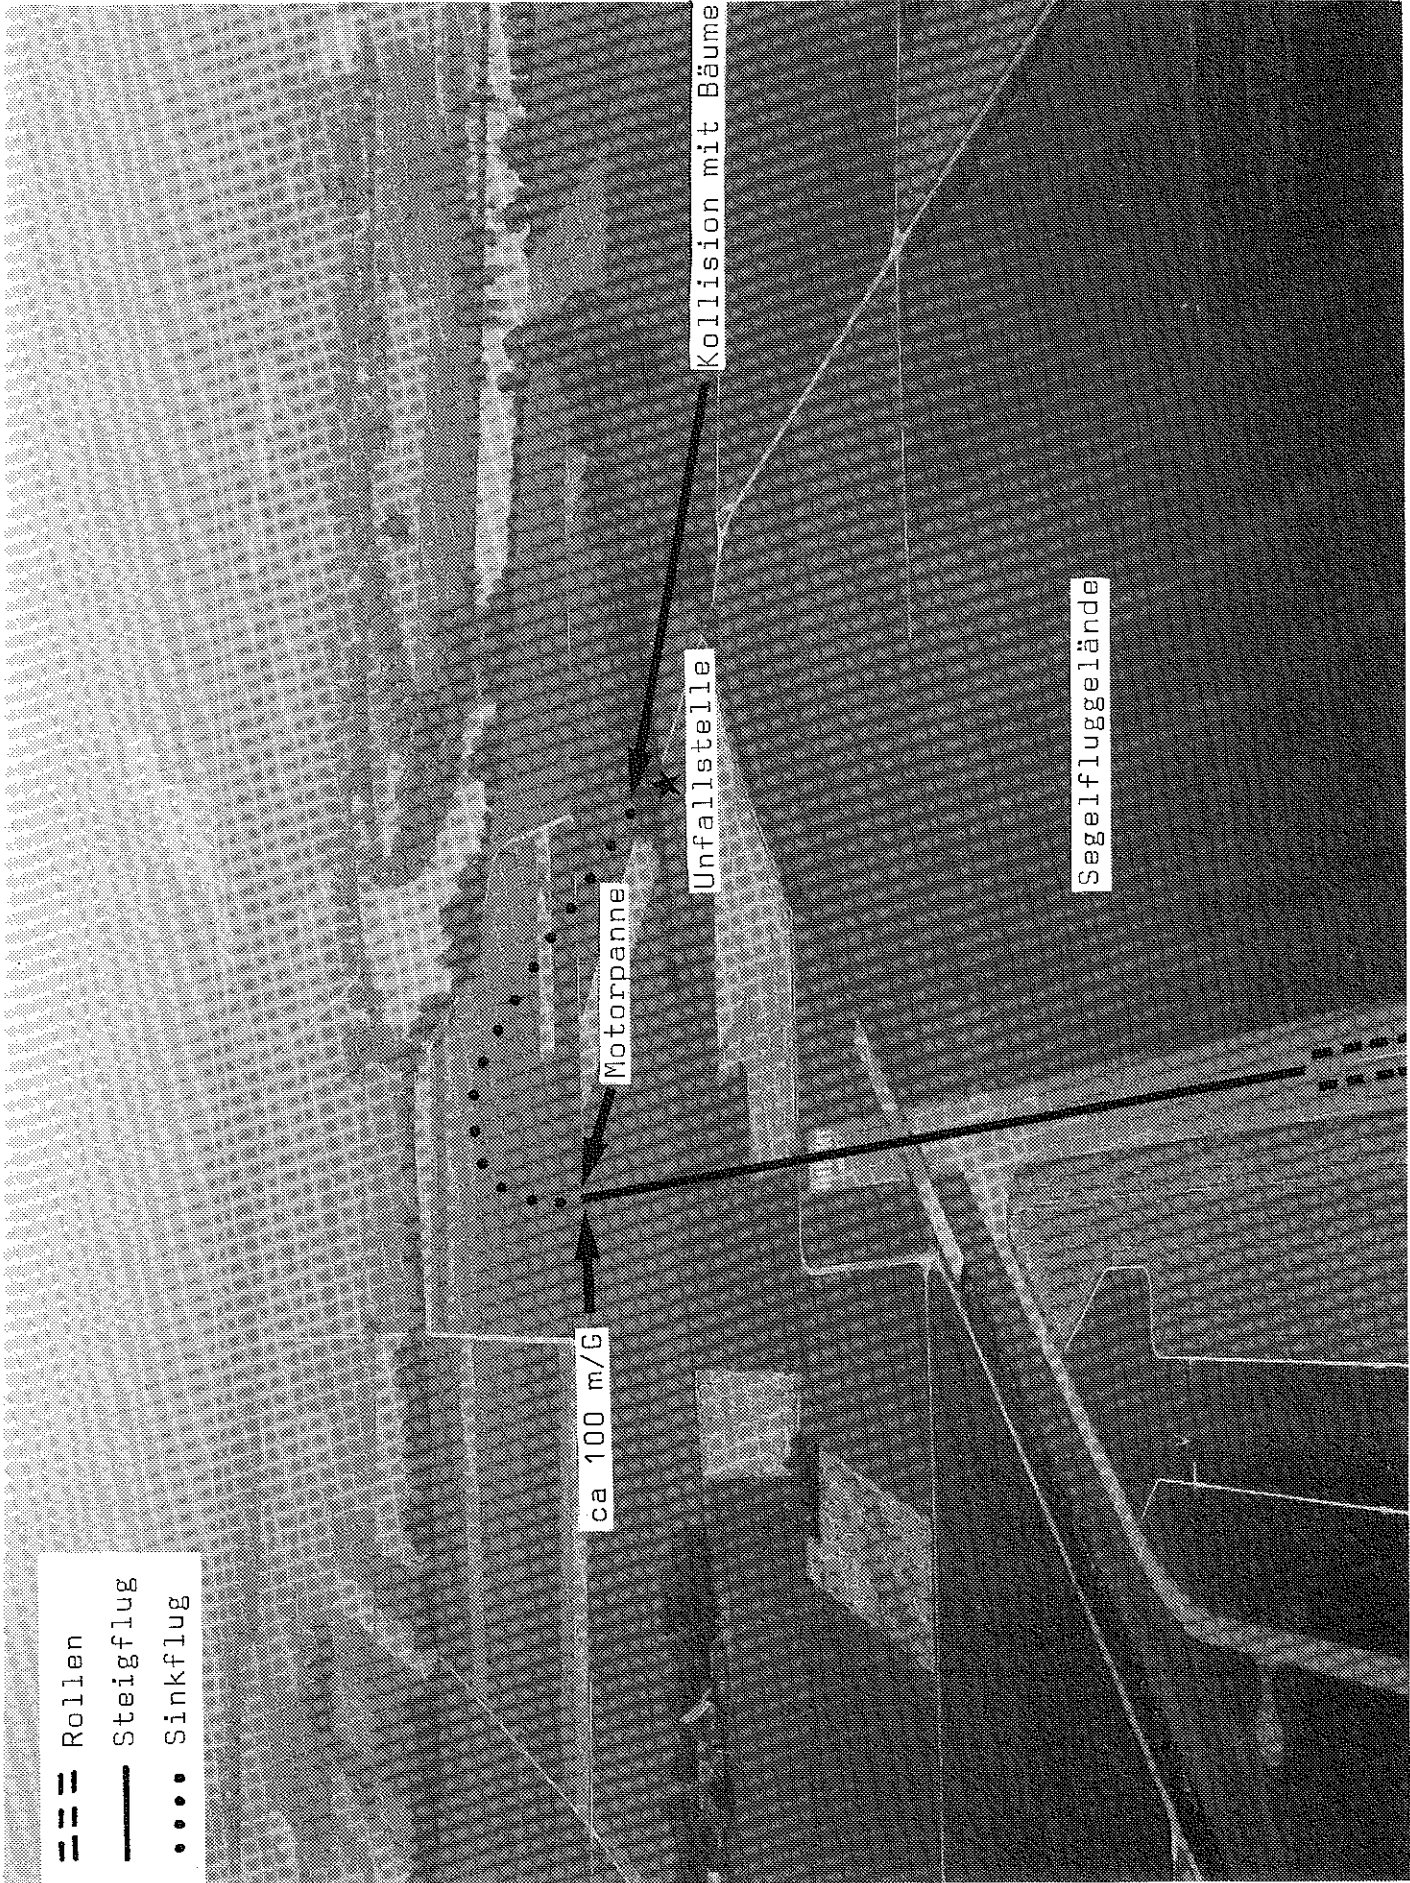 Rollen
Steigflug
Sinkflug
ca 100 m/G
Motorpanne
Unfallstelle
Kollision mit Bäume
Segelfluggelände